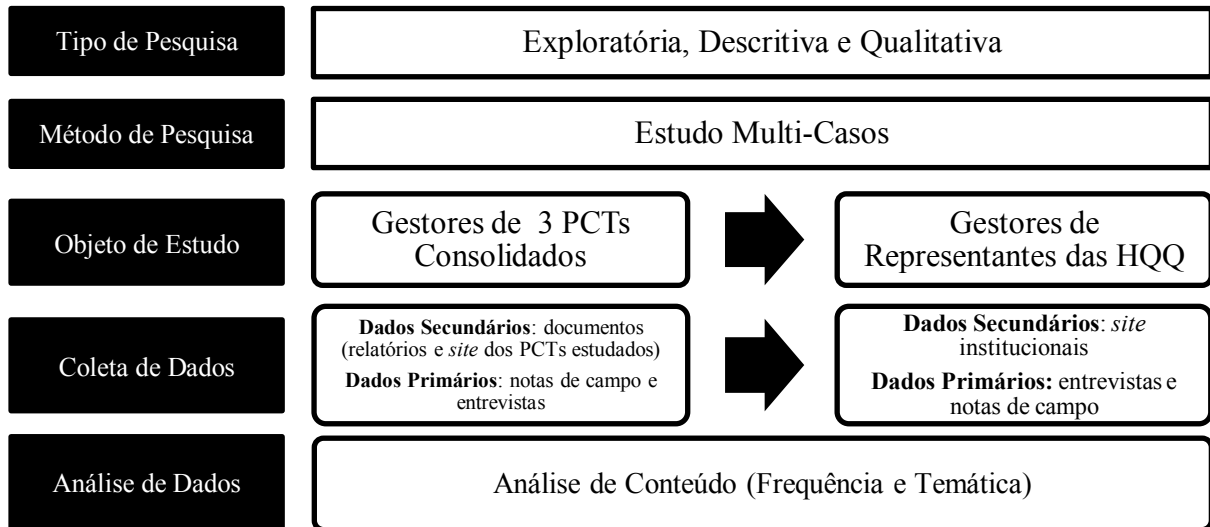 Tipo de Pesquisa
Exploratória, Descritiva e Qualitativa
Método de Pesquisa
Estudo Multi-Casos
Objeto de Estudo
Gestores de 3 PCTs
Consolidados
Gestores de
Representantes das HQQ
Coleta de Dados
Dados Secundários: documentos
(relatórios e site dos PCTs estudados)
Dados Primários: notas de campo e
entrevistas
Dados Secundários: site
institucionais
Dados Primários: entrevistas e
notas de campo
Análise de Dados
Análise de Conteúdo (Frequência e Temática)